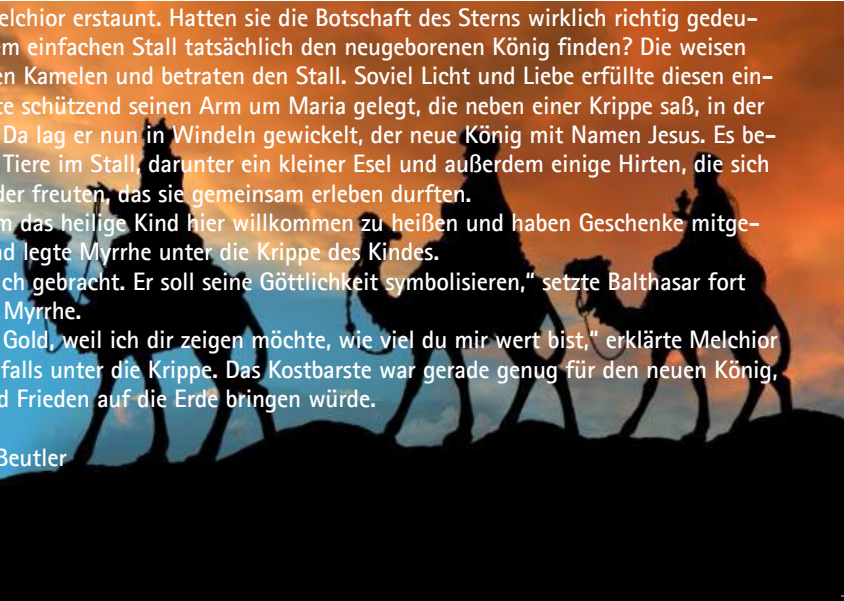 elchior erstaunt. Hatten sie die Botschaft des Sterns wirklich richtig gedeu-
em einfachen Stall tatsächlich den neugeborenen König finden? Die weisen
en Kamelen und betraten den Stall. Soviel Licht und Liebe erfüllte diesen ein-
te schützend seinen Arm um Maria gelegt, die neben einer Krippe saß, in der
Da lag er nun in Windeln gewickelt, der neue König mit Namen Jesus. Es be-
Tiere im Stall, darunter ein kleiner Esel und außerdem einige Hirten, die sich
der freuten, das sie gemeinsam erleben durften.
m das heilige Kind hier willkommen zu heißen und haben Geschenke mitge-
nd legte Myrrhe unter die Krippe des Kindes.
ch gebracht. Er soll seine Göttlichkeit symbolisieren,“ setzte Balthasar fort
Myrrhe.
Gold, weil ich dir zeigen möchte, wie viel du mir wert bist,“ erklärte Melchior
falls unter die Krippe. Das Kostbarste war gerade genug für den neuen König,
d Frieden auf die Erde bringen würde.
Beutler